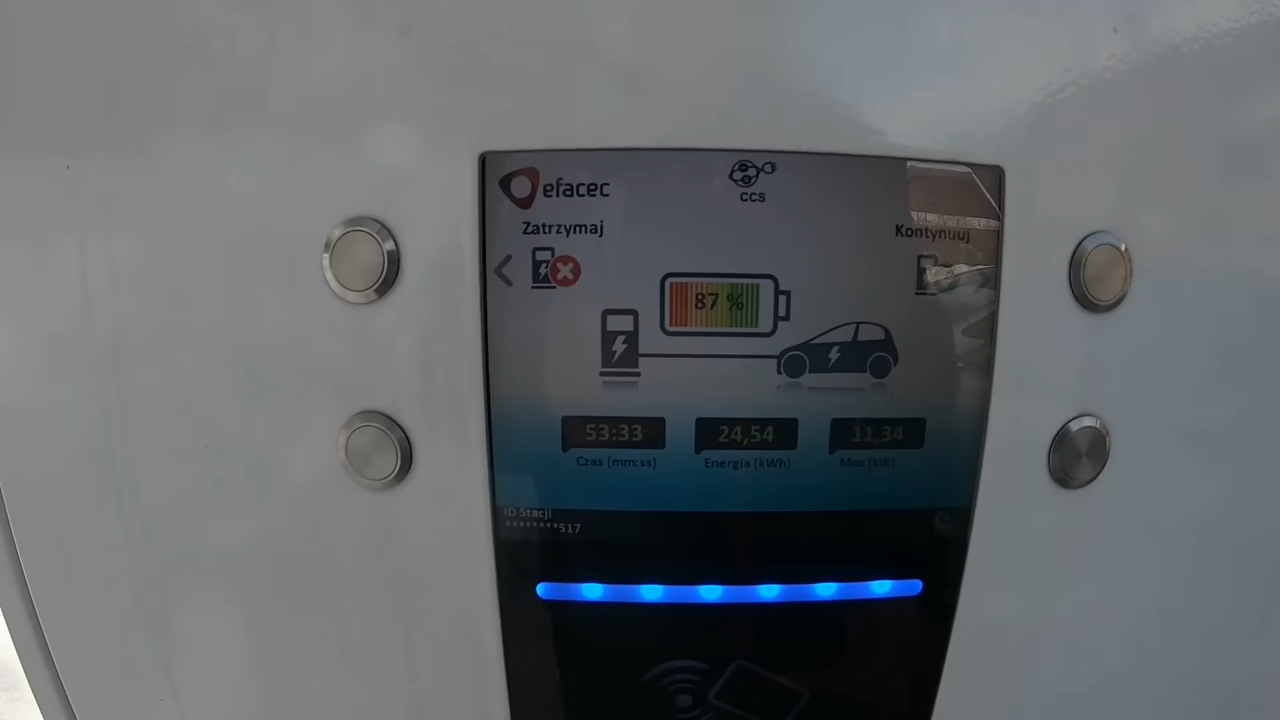 efacec
CCS
Zatrzymaj
Kontynuuj
87 %
53:33
24,54
11,34
Czas (mm:ss)
Energia (kWh)
Moc (kW)
ID Stacji
********517